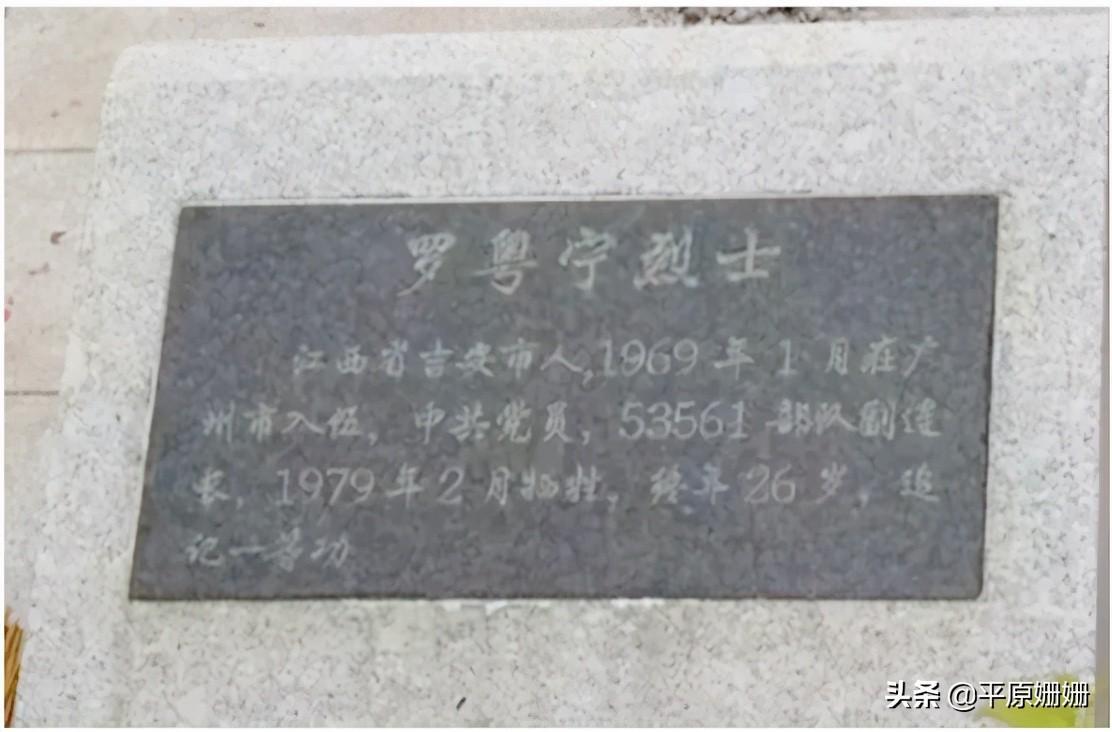 罗粤宁烈士
江西省吉安市人,1969年1月在广
州市入伍，中共党员，53561部队副连
长，1979年2月牺牲，终年26岁，追
记一等功
头条 @平原姗姗